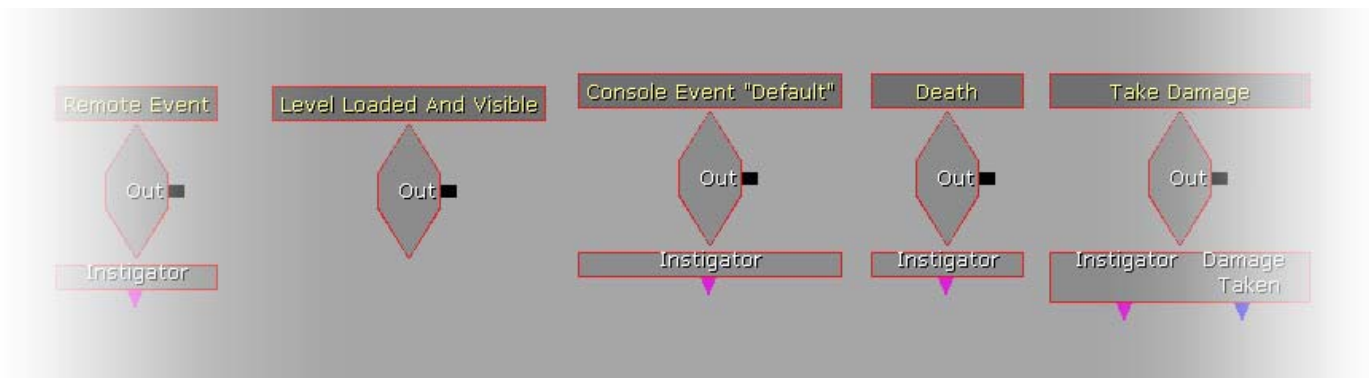 Remote Event
Out
Instigator
Level Loaded And Visible
Out
Console Event "Default"
Out
Instigator
Death
Out
Instigator
Take Damage
Out
Instigator
Damage
Taken